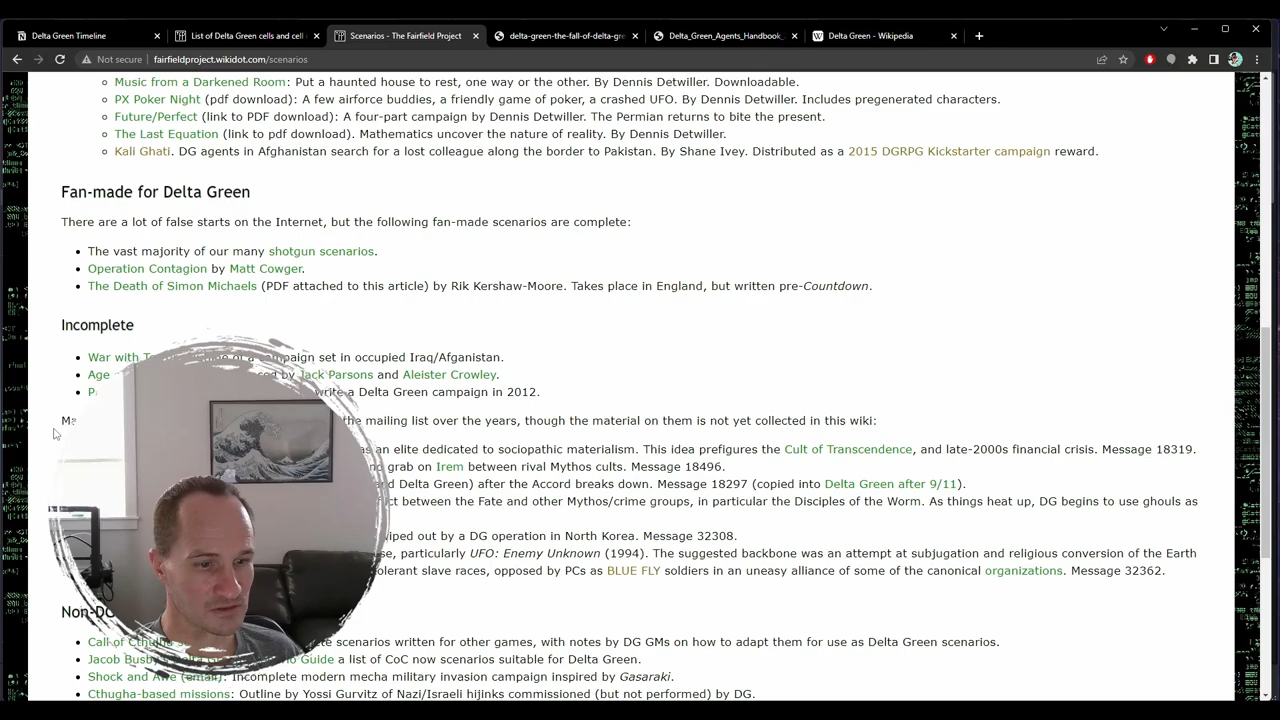 Delta Green Timeline
List of Delta Green cells and cell
Scenarios - The Fairfield Project
delta-green-the-fall-of-delta-gre
Delta_Green_Agents_Handbook_
Delta Green - Wikipedia
Not secure fairfieldproject.wikidot.com/scenarios
Music from a Darkened Room: Put a haunted house to rest, one way or the other. By Dennis Detwiller. Downloadable.
PX Poker Night (pdf download): A few airforce buddies, a friendly game of poker, a crashed UFO. By Dennis Detwiller. Includes pregenerated characters.
Future/Perfect (link to PDF download): A four-part campaign by Dennis Detwiller. The Permian returns to bite the present.
The Last Equation (link to pdf download). Mathematics uncover the nature of reality. By Dennis Detwiller.
Kali Ghati. DG agents in Afghanistan search for a lost colleague along the border to Pakistan. By Shane Ivey. Distributed as a 2015 DGRPG Kickstarter campaign reward.
Fan-made for Delta Green
There are a lot of false starts on the Internet, but the following fan-made scenarios are complete:
The vast majority of our many shotgun scenarios.
Operation Contagion by Matt Cowger.
The Death of Simon Michaels (PDF attached to this article) by Rik Kershaw-Moore. Takes place in England, but written pre-Countdown.
Incomplete
War with campaign set in occupied Iraq/Afganistan.
Age by Jack Parsons and Aleister Crowley.
write a Delta Green campaign in 2012.
the mailing list over the years, though the material on them is not yet collected in this wiki:
as an elite dedicated to sociopathic materialism. This idea prefigures the Cult of Transcendence, and late-2000s financial crisis. Message 18319.
grab on Irem between rival Mythos cults. Message 18496.
Delta Green) after the Accord breaks down. Message 18297 (copied into Delta Green after 9/11).
between the Fate and other Mythos/crime groups, in particular the Disciples of the Worm. As things heat up, DG begins to use ghouls as
wiped out by a DG operation in North Korea. Message 32308.
particularly UFO: Enemy Unknown (1994). The suggested backbone was an attempt at subjugation and religious conversion of the Earth
slave races, opposed by PCs as BLUE FLY soldiers in an uneasy alliance of some of the canonical organizations. Message 32362.
Call of scenarios written for other games, with notes by DG GMs on how to adapt them for use as Delta Green scenarios.
Jacob Guide a list of CoC now scenarios suitable for Delta Green.
Shock and Awe (email): Incomplete modern mecha military invasion campaign inspired by Gasaraki.
Cthugha-based missions: Outline by Yossi Gurvitz of Nazi/Israeli hijinks commissioned (but not performed) by DG.